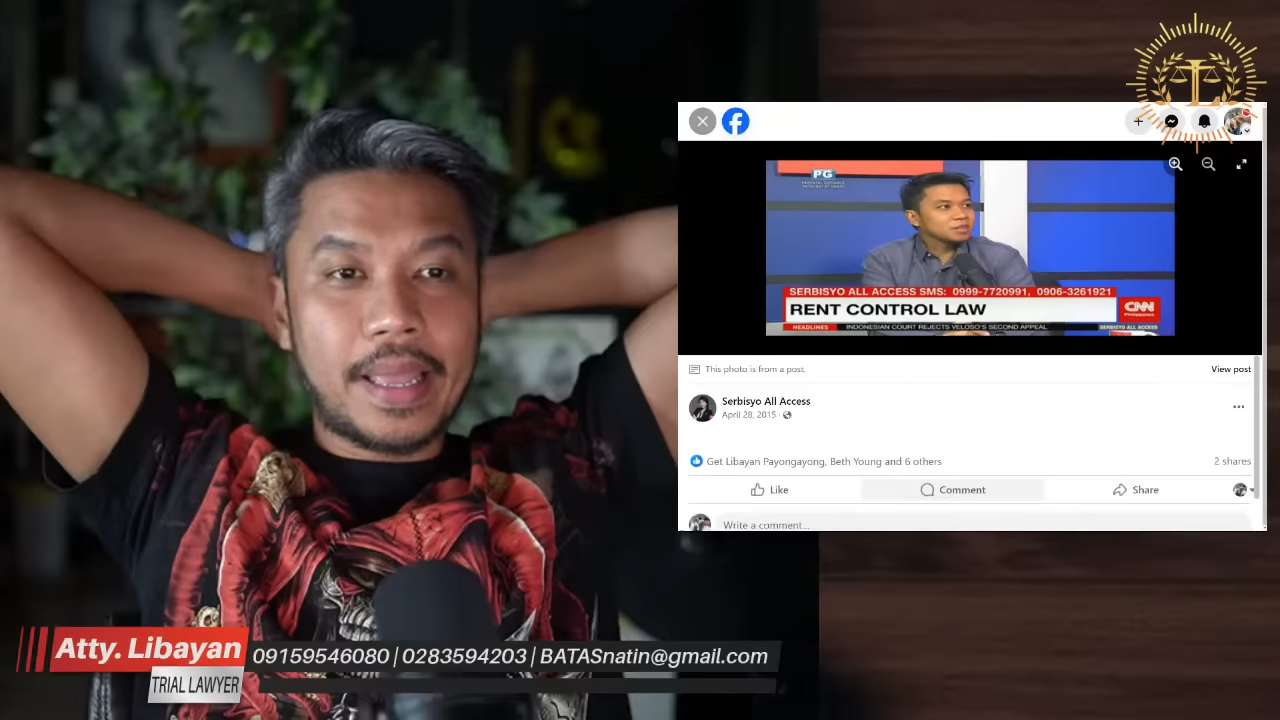 PG
SERBISYO ALL ACCESS SMS: 0999-7720991, 0906-3261921
RENT CONTROL LAW
CNN
Philippines
HEADLINES
INDONESIAN COURT REJECTS VELOSO'S SECOND APPEAL
SERBISYO ALL ACCESS
This photo is from a post.
View post
Serbisyo All Access
April 28, 2015
Get Libayan Payongayong, Beth Young and 6 others
2 shares
Like
Comment
Share
Write a comment...
Atty. Libayan
09159546080 | 0283594203 | BATASnatin@gmail.com
TRIAL LAWYER